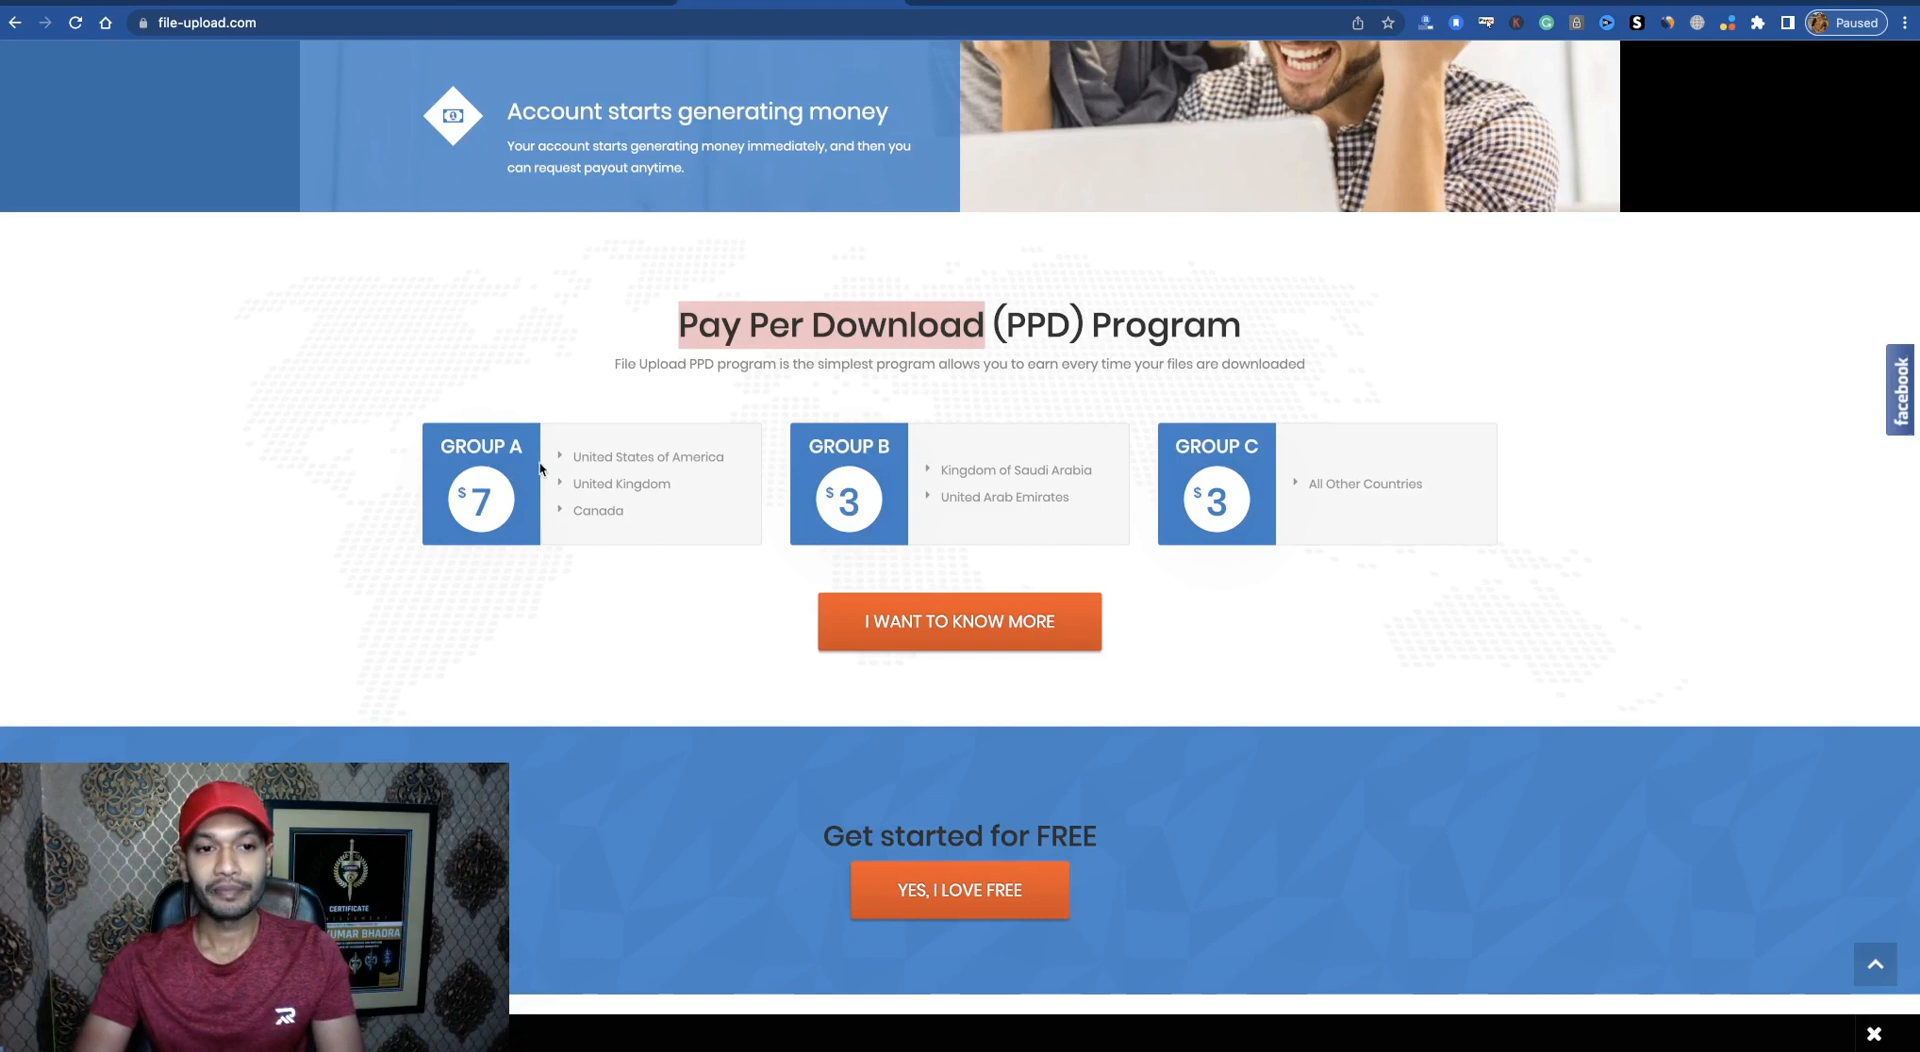 file-upload.com
Paused
Account starts generating money
Your account starts generating money immediately, and then you
can request payout anytime.
Pay Per Download (PPD) Program
File Upload PPD program is the simplest program allows you to earn every time your files are downloaded
GROUP A
$7
United States of America
United Kingdom
Canada
GROUP B
$3
Kingdom of Saudi Arabia
United Arab Emirates
GROUP C
$3
All Other Countries
I WANT TO KNOW MORE
facebook
Get started for FREE
YES, I LOVE FREE
CERTIFICATE
KUMAR BHADRA